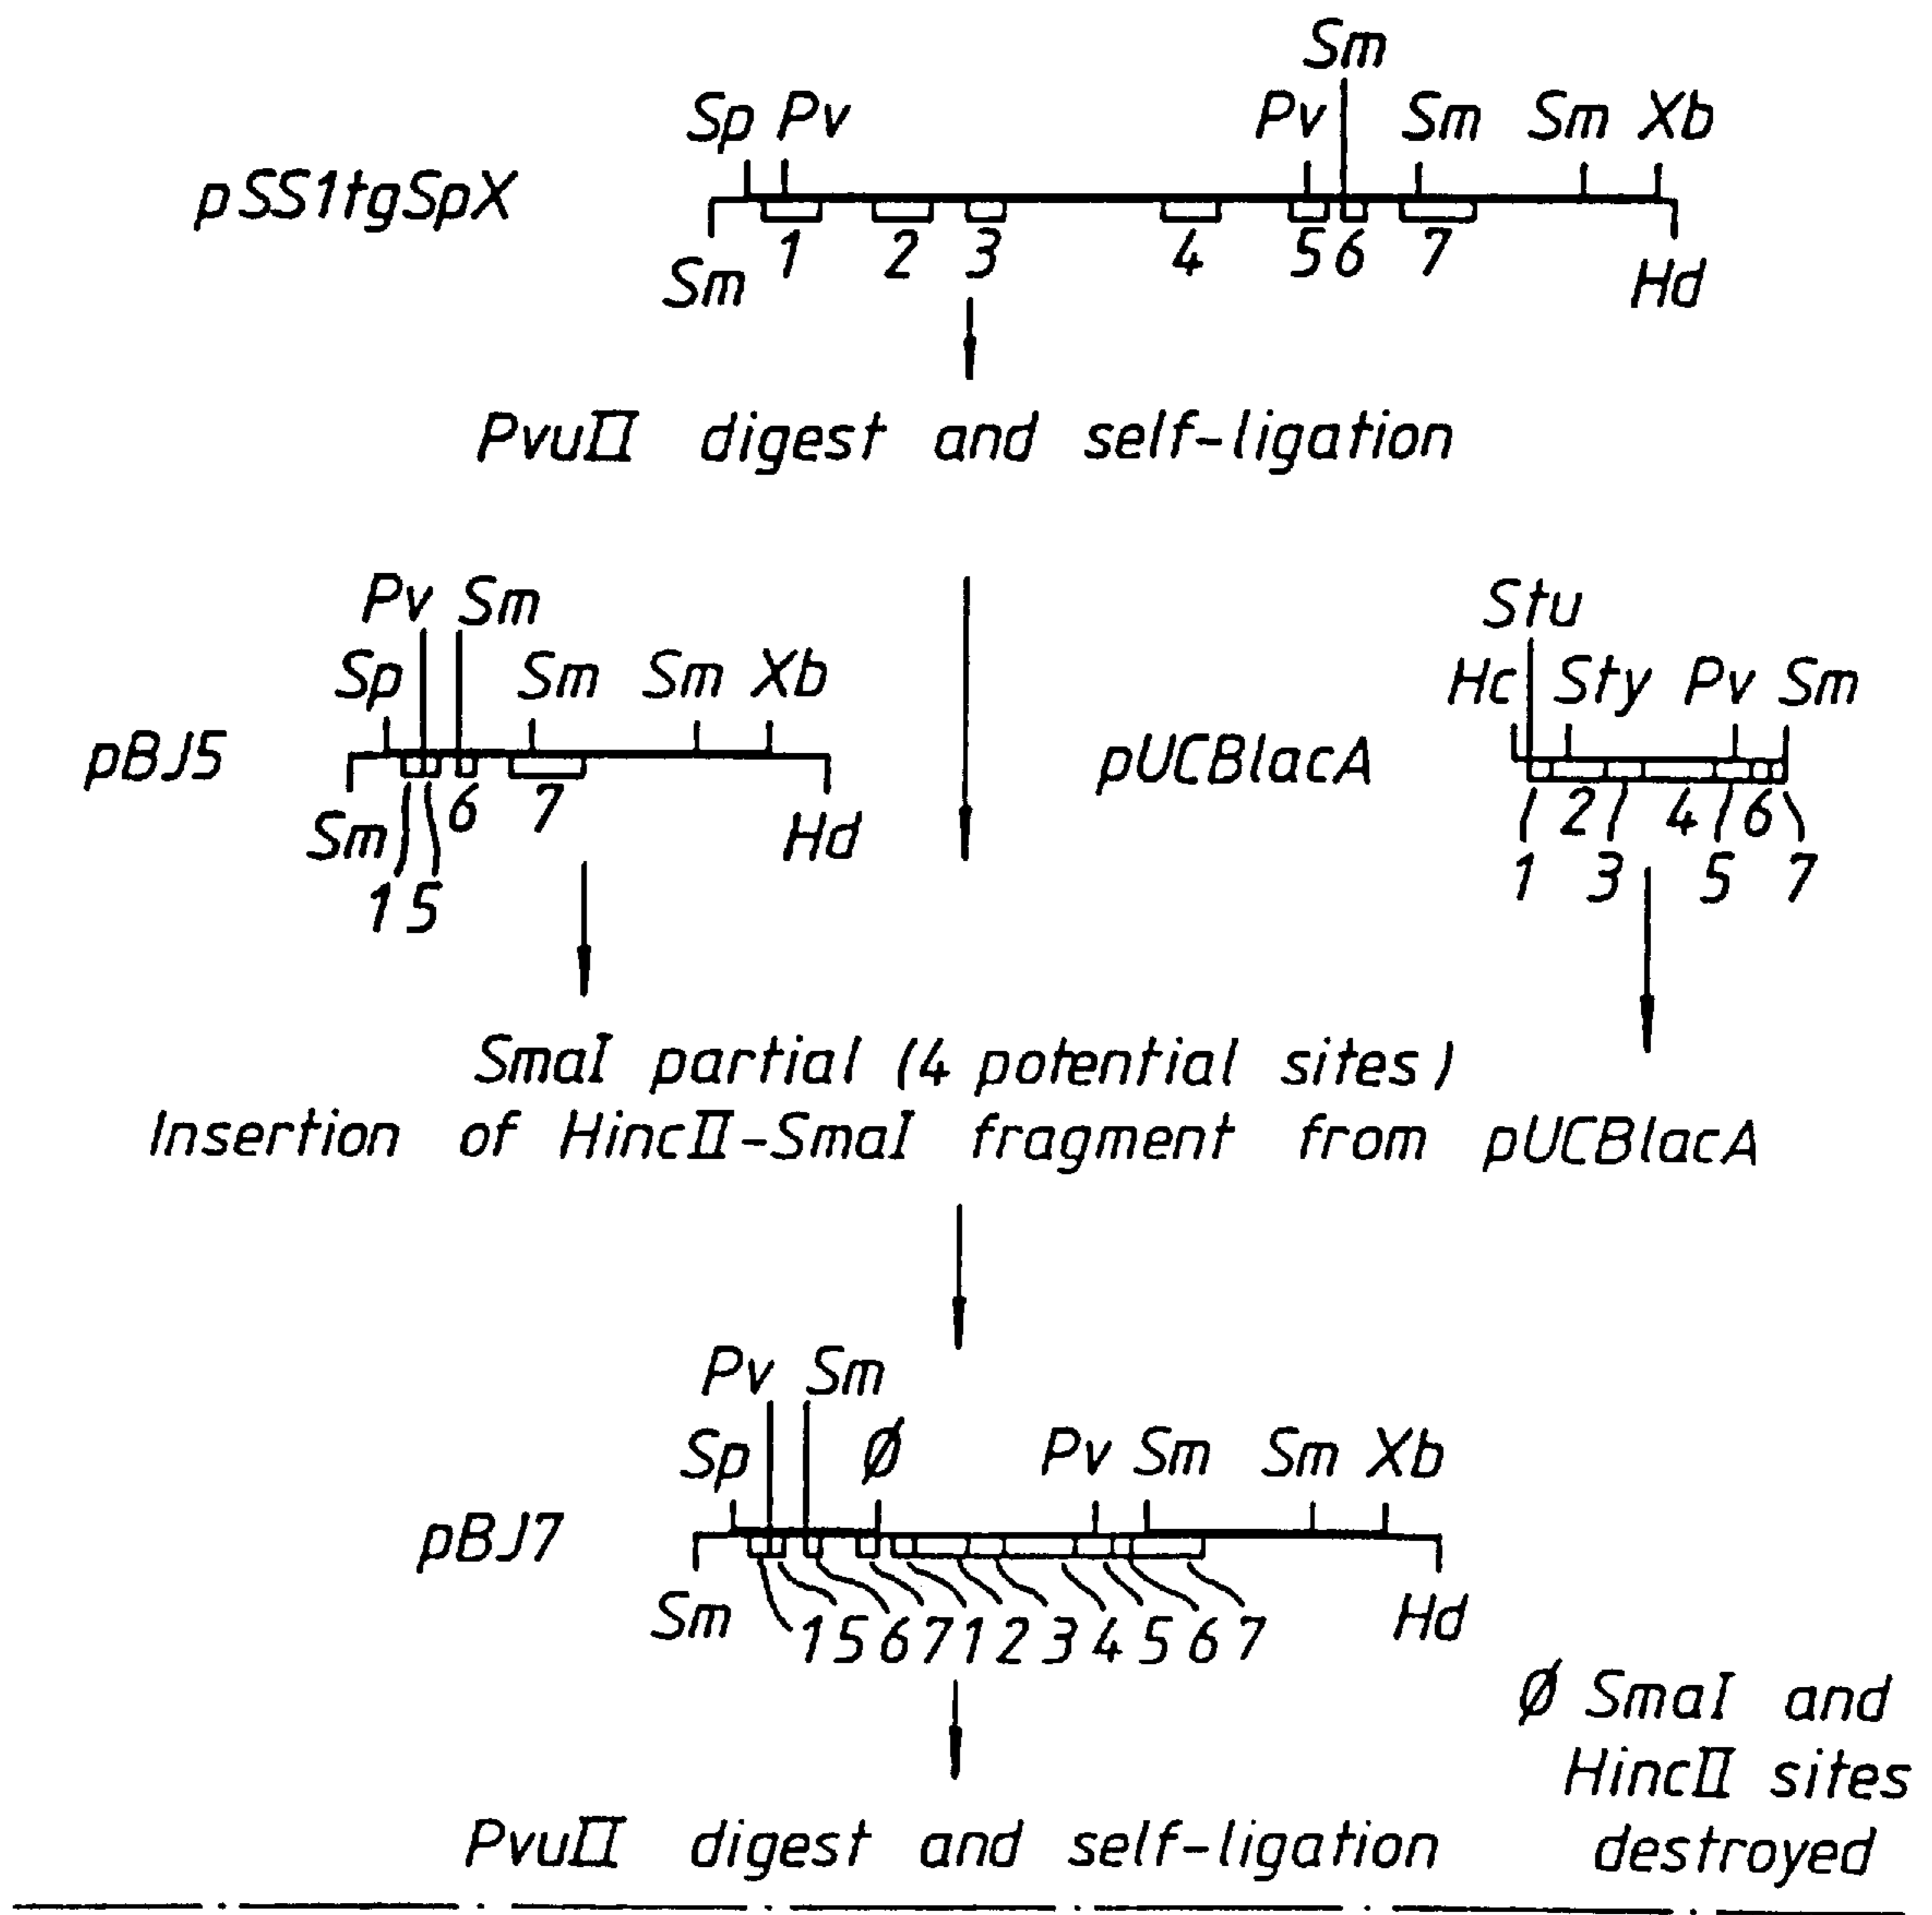 Sm
Sp Pv Pv Sm Sm Xb
pSS1tgSpX
1 2 3 4 5 6 7
Sm Hd
PvuII digest and self-ligation
Pv Sm
Sp Sm Sm Xb
pBJ5
6 7
Sm Hd
1 5
Stu
Hc Sty Pv Sm
pUCBlacA
2 4 6
1 3 5 7
SmaI partial (4 potential sites)
Insertion of HincII-SmaI fragment from pUCBlacA
Pv Sm
Sp Ø Pv Sm Sm Xb
pBJ7
Sm 1 5 6 7 1 2 3 4 5 6 7 Hd
Ø SmaI and
HincII sites
destroyed
PvuII digest and self-ligation